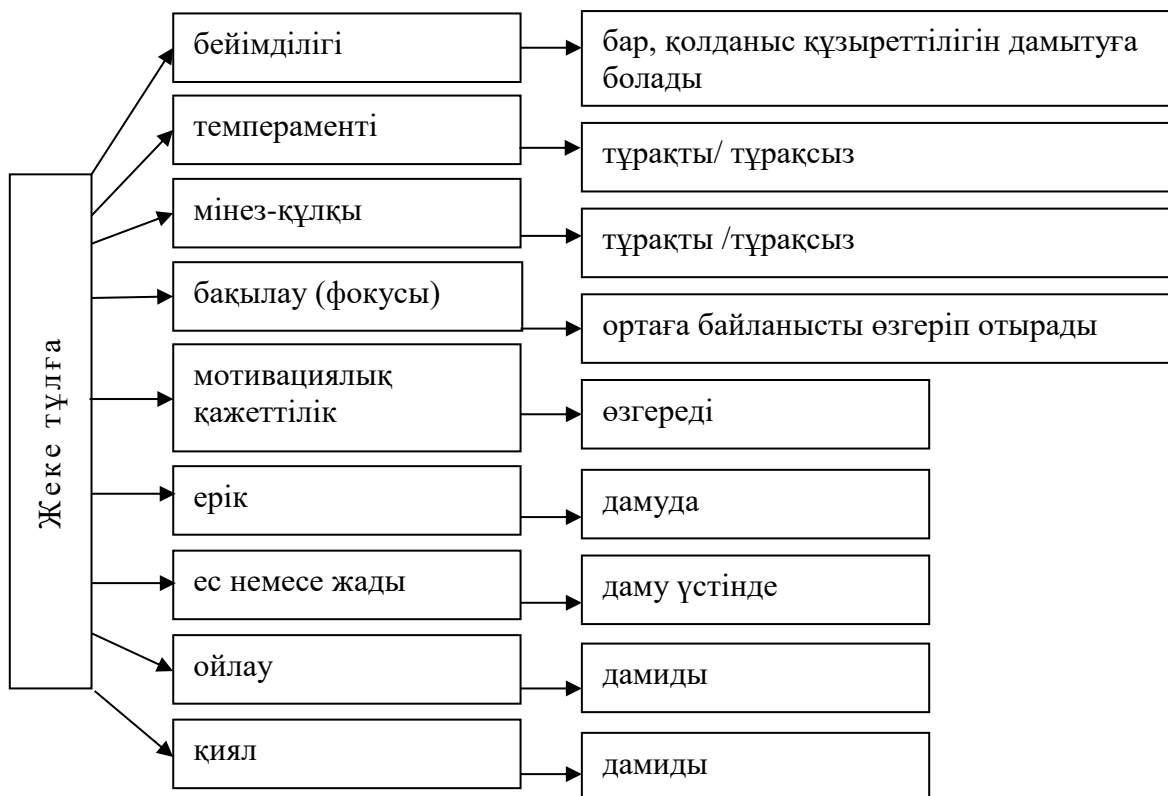 Жеке тұлға
бейімділігі
бар, қолданыс құзыреттілігін дамытуға
болады
темпераменті
тұрақты/ тұрақсыз
мінез-құлқы
тұрақты /тұрақсыз
бақылау (фокусы)
ортаға байланысты өзгеріп отырады
мотивациялық
қажеттілік
өзгереді
ерік
дамуда
ес немесе жады
даму үстінде
ойлау
дамиды
қиял
дамиды